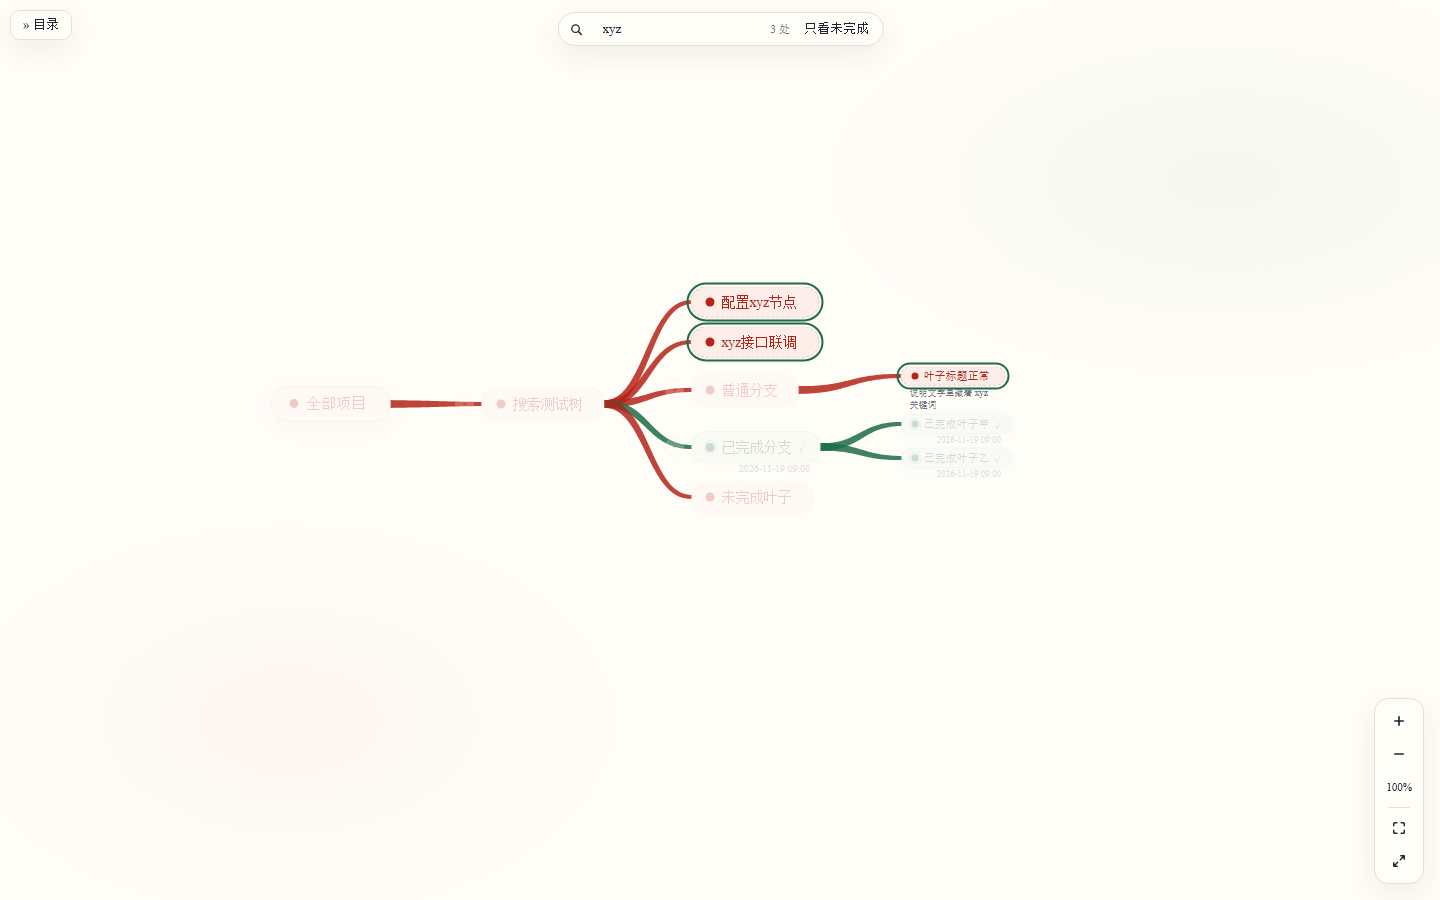 » 目录
xyz
3 处
只看未完成
全部项目
搜索测试树
配置xyz节点
xyz接口联调
普通分支
叶子标题正常
说明文字里藏着 xyz
关键词
已完成分支 ✓
2026-11-19 09:00
已完成叶子甲 ✓
2026-11-19 09:00
已完成叶子乙 ✓
2026-11-19 09:00
未完成叶子
+
−
100%